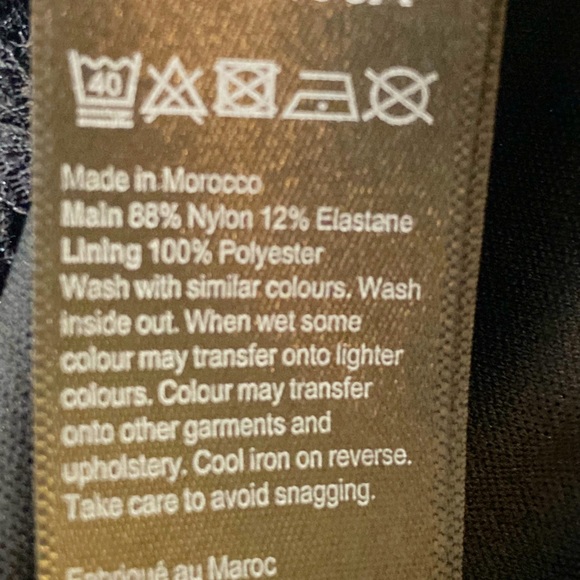 40
Made in Morocco
Main 88% Nylon 12% Elastane
Lining 100% Polyester
Wash with similar colours. Wash
inside out. When wet some
colour may transfer onto lighter
colours. Colour may transfer
onto other garments and
upholstery. Cool iron on reverse.
Take care to avoid snagging.
Fabriqué au Maroc